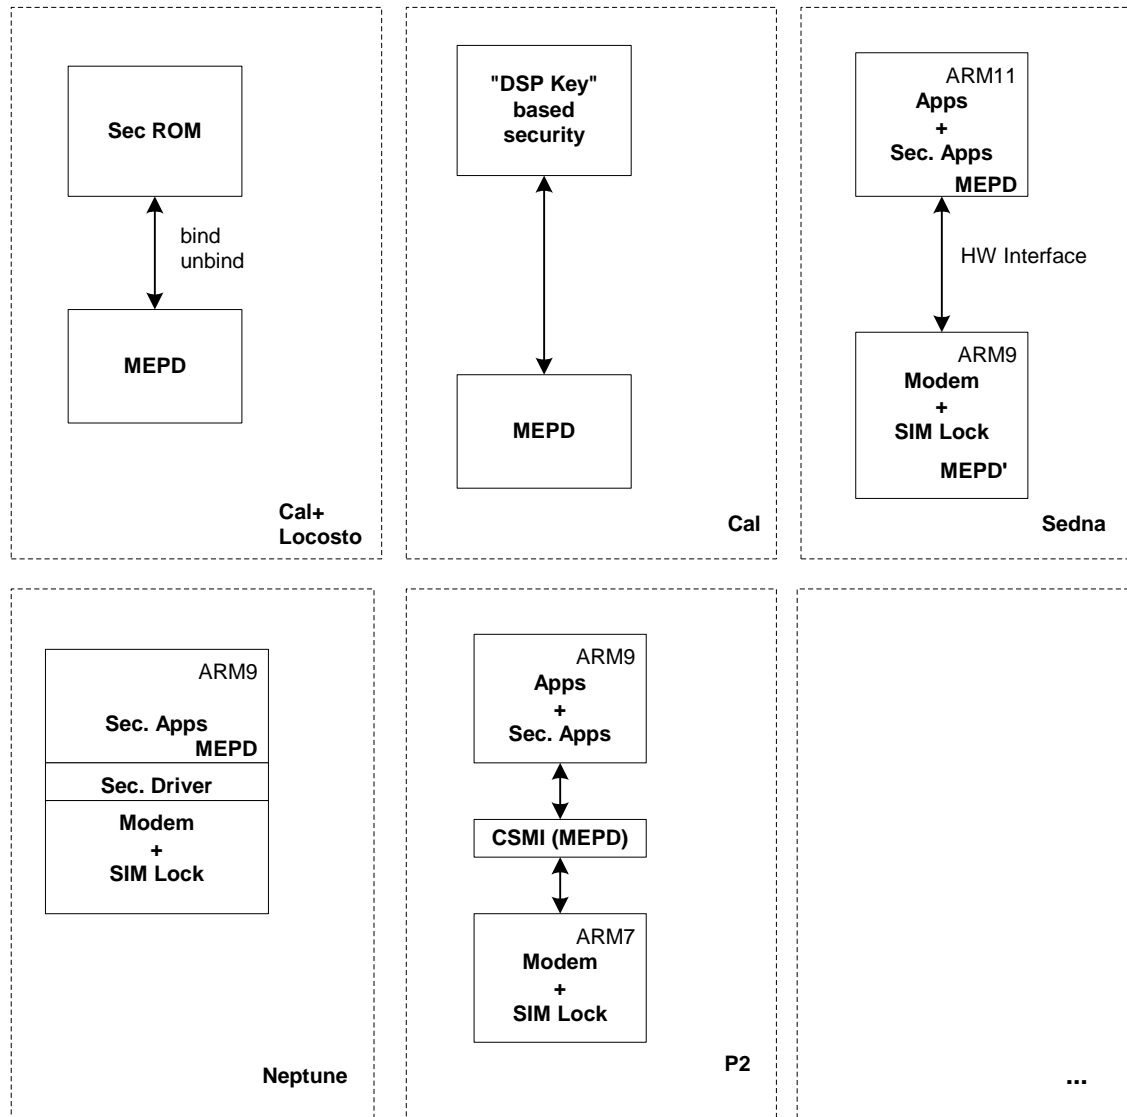 Sec ROM
bind
unbind
MEPD
Cal+
Locosto
"DSP Key"
based
security
MEPD
Cal
ARM11
Apps
+
Sec. Apps
MEPD
HW Interface
ARM9
Modem
+
SIM Lock
MEPD'
Sedna
ARM9
Sec. Apps
MEPD
Sec. Driver
Modem
+
SIM Lock
Neptune
ARM9
Apps
+
Sec. Apps
CSMI (MEPD)
ARM7
Modem
+
SIM Lock
P2
...